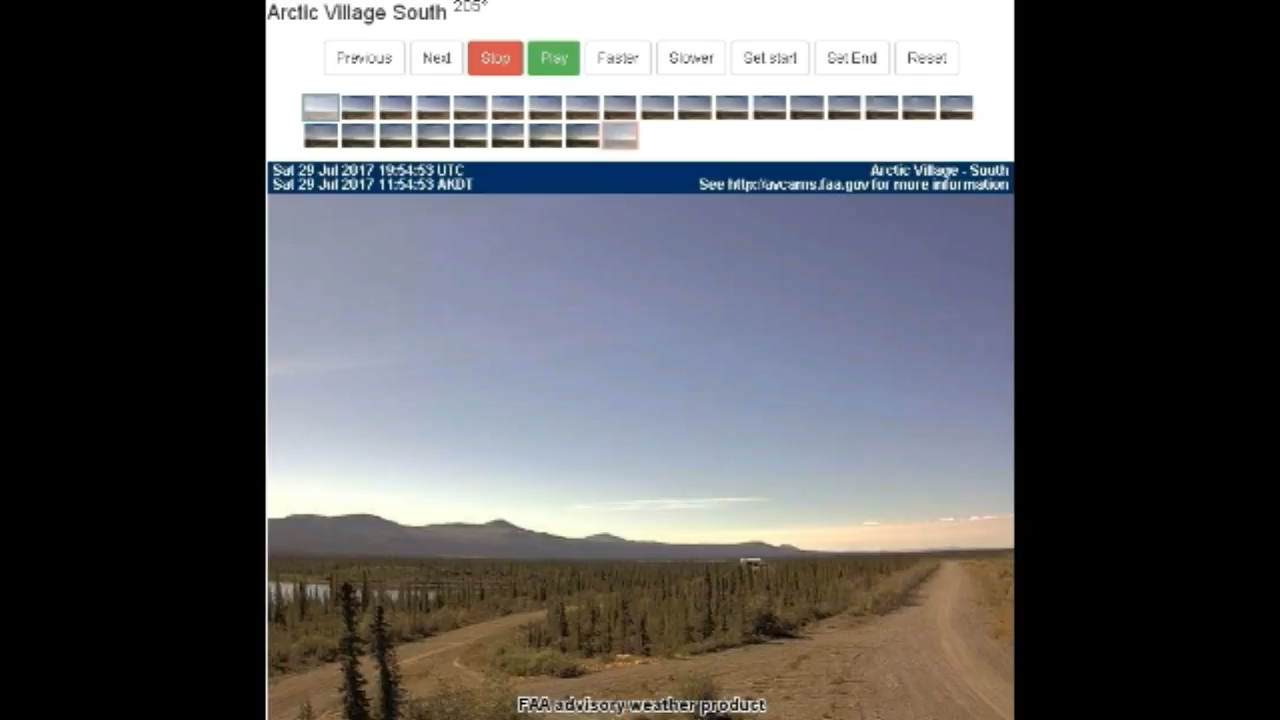 Arctic Village South 205°
Previous Next Stop Play Faster Slower Set start Set End Reset
Sat 29 Jul 2017 19:54:53 UTC Arctic Village - South
Sat 29 Jul 2017 11:54:53 AKDT See http://avcams.faa.gov for more information
FAA advisory weather product